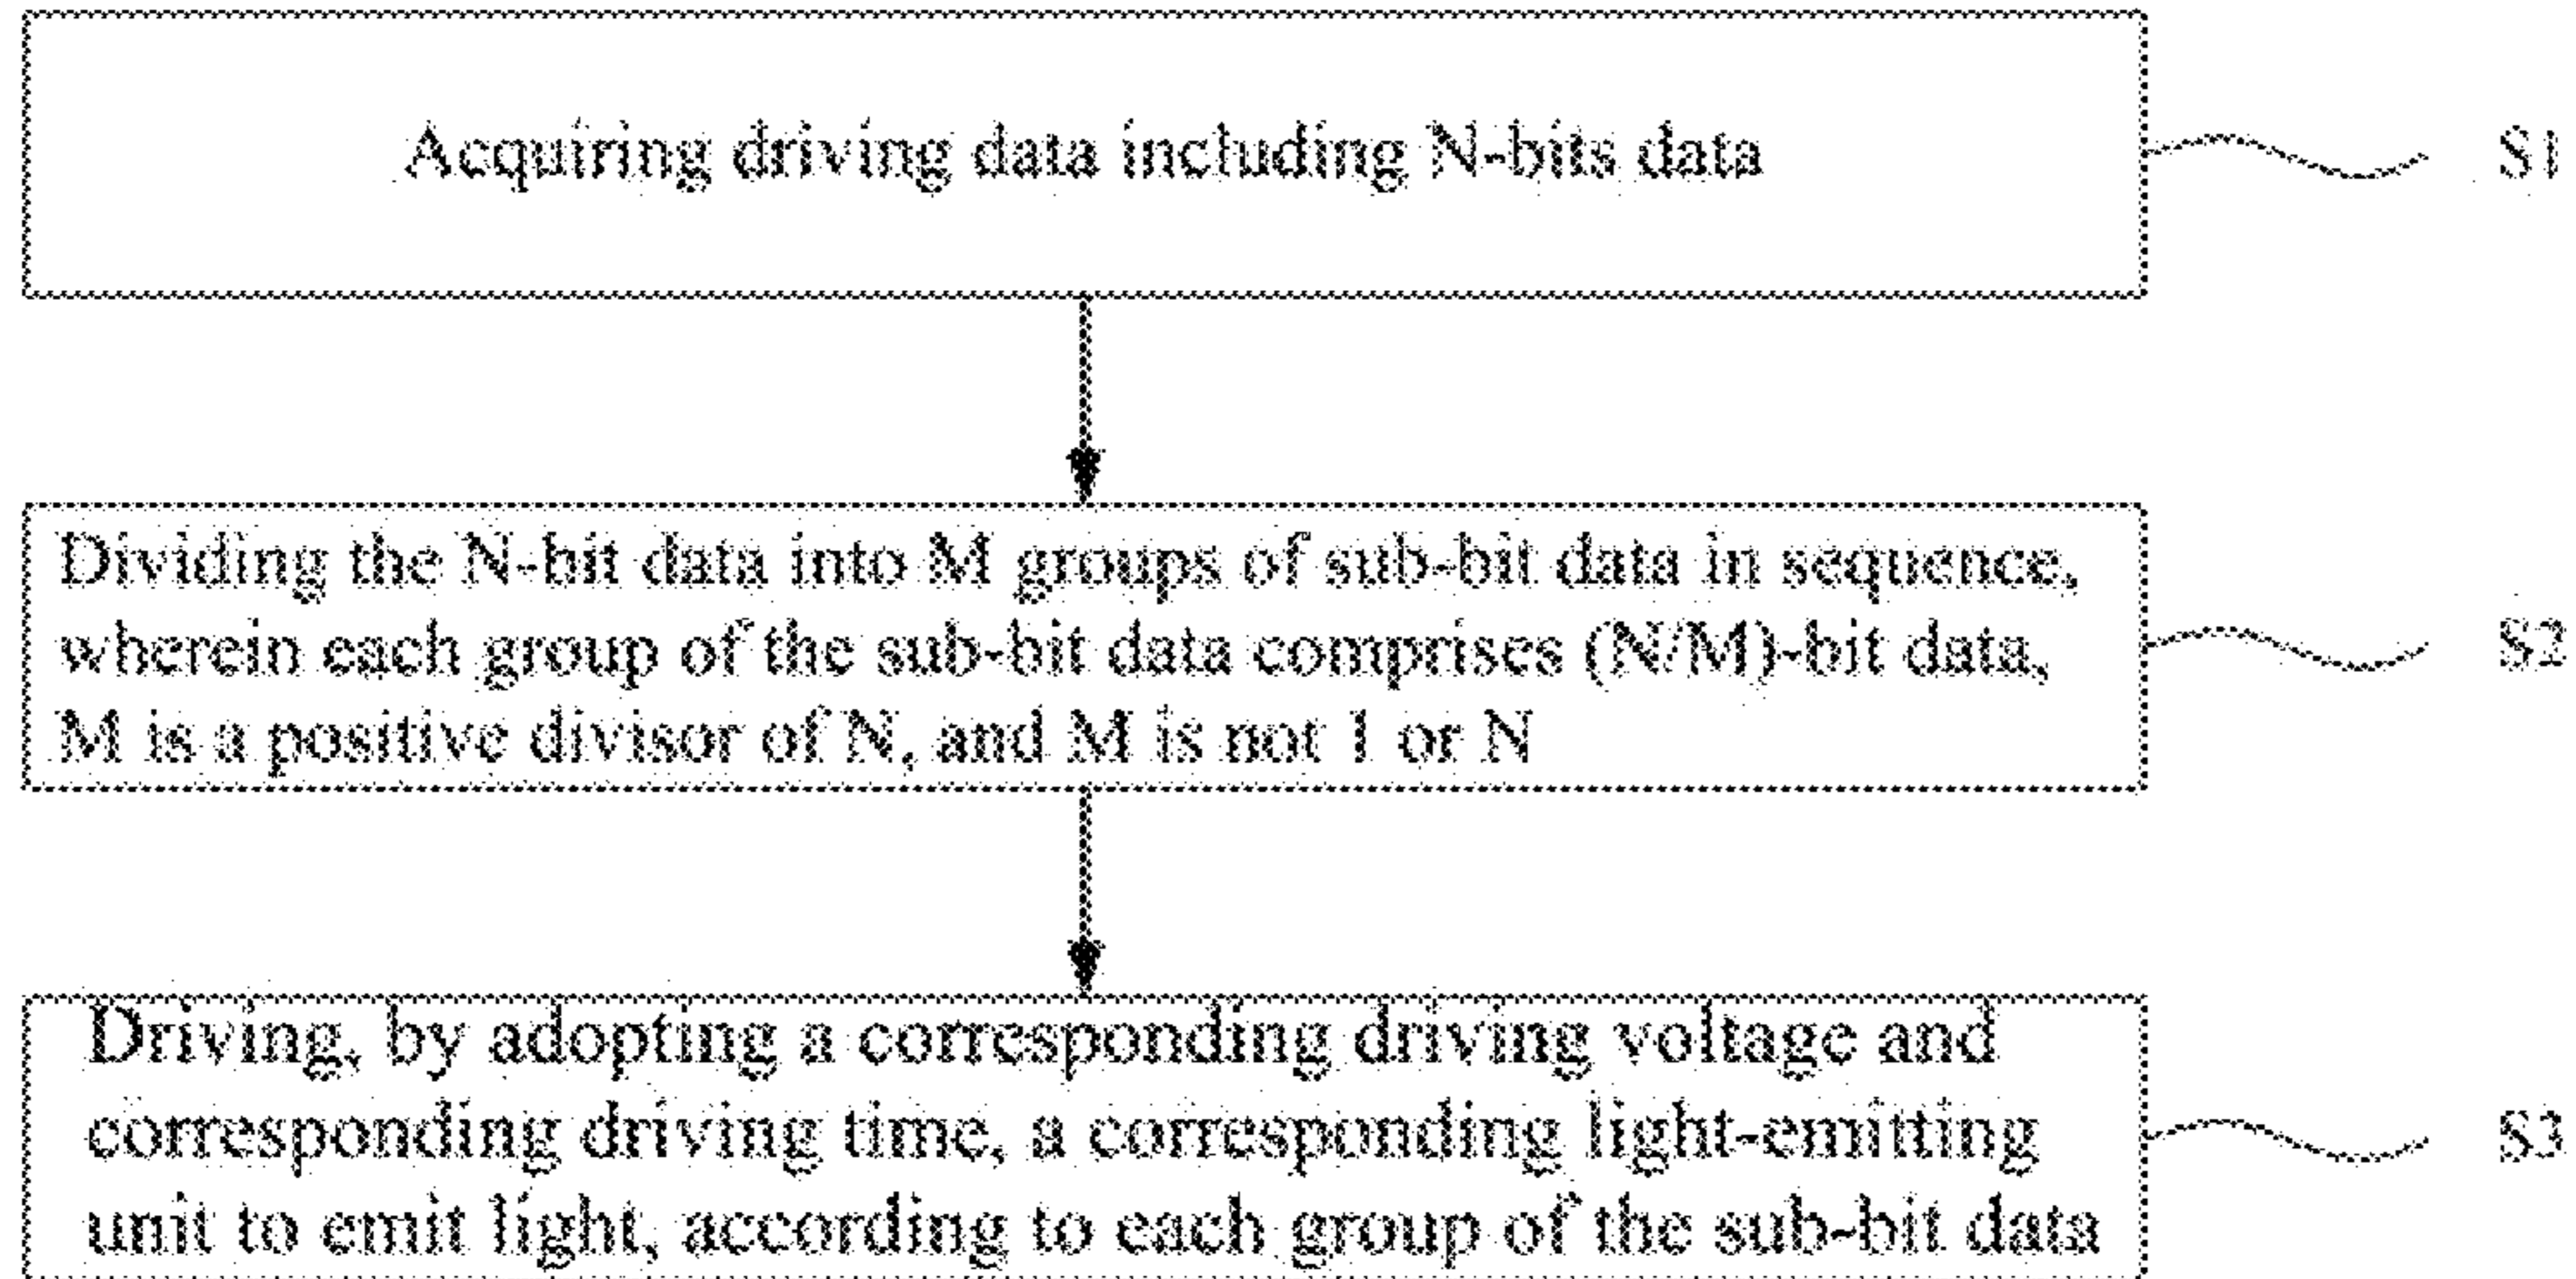 Acquiring driving data including N-bits data
S1
Dividing the N-bit data into M groups of sub-bit data in sequence,
wherein each group of the sub-bit data comprises (N/M)-bit data,
M is a positive divisor of N, and M is not 1 or N
S2
Driving, by adopting a corresponding driving voltage and
corresponding driving time, a corresponding light-emitting
unit to emit light, according to each group of the sub-bit data
S3